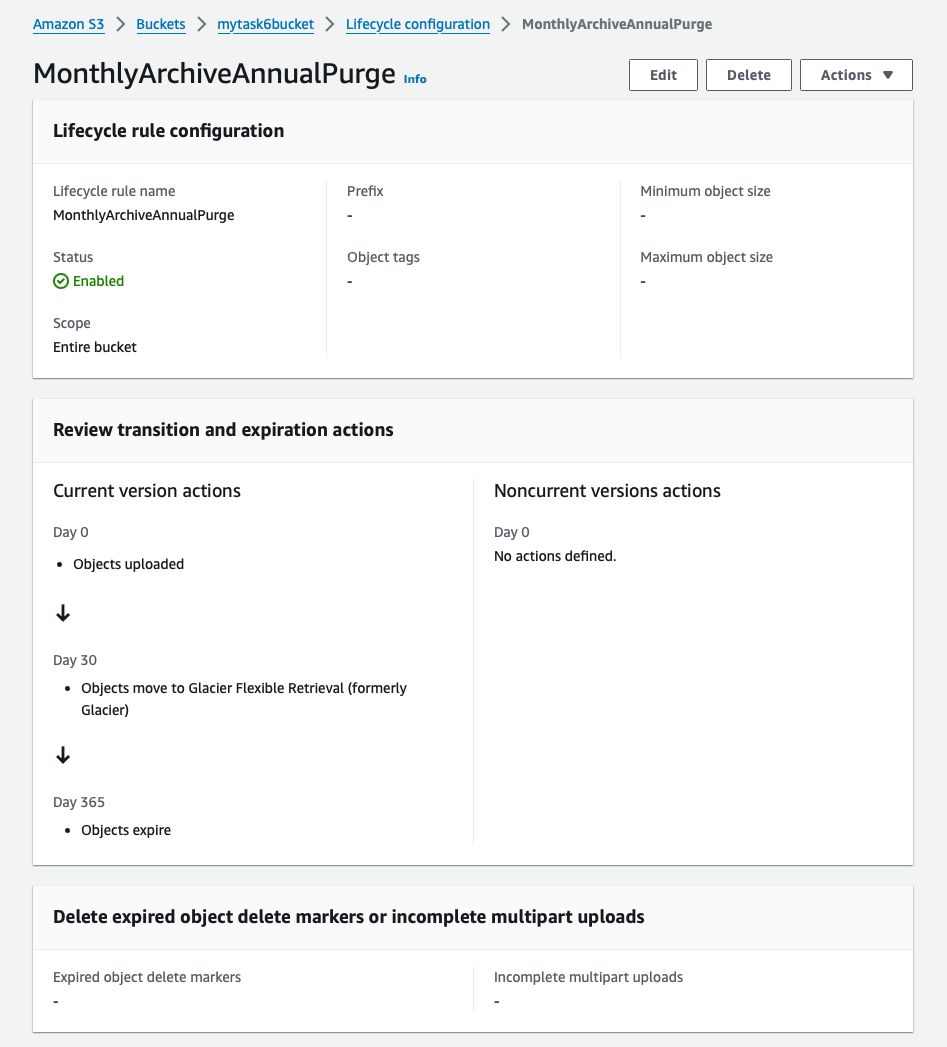 Amazon S3 > Buckets > mytask6bucket > Lifecycle configuration > MonthlyArchiveAnnualPurge
MonthlyArchiveAnnualPurge Info
Edit
Delete
Actions ▼
Lifecycle rule configuration
Lifecycle rule name
MonthlyArchiveAnnualPurge
Status
Enabled
Scope
Entire bucket
Prefix
-
Object tags
-
Minimum object size
-
Maximum object size
-
Review transition and expiration actions
Current version actions
Day 0
• Objects uploaded
↓
Day 30
• Objects move to Glacier Flexible Retrieval (formerly
Glacier)
↓
Day 365
• Objects expire
Noncurrent versions actions
Day 0
No actions defined.
Delete expired object delete markers or incomplete multipart uploads
Expired object delete markers
-
Incomplete multipart uploads
-